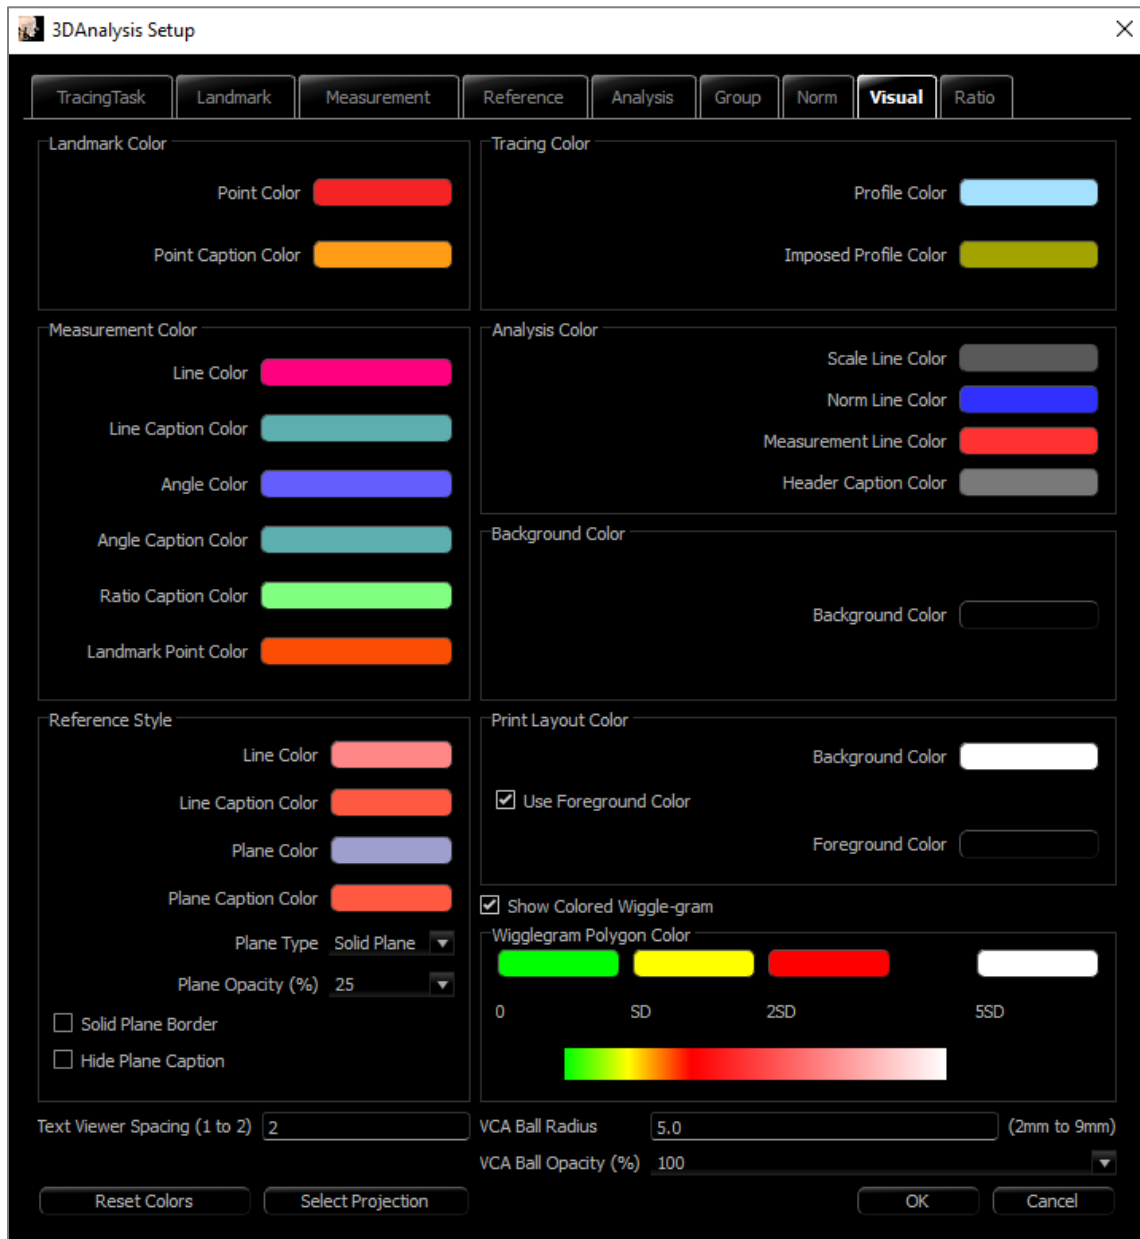 3DAnalysis Setup
TracingTask Landmark Measurement Reference Analysis Group Norm Visual Ratio
Landmark Color
Point Color
Point Caption Color
Tracing Color
Profile Color
Imposed Profile Color
Measurement Color
Line Color
Line Caption Color
Angle Color
Angle Caption Color
Ratio Caption Color
Landmark Point Color
Analysis Color
Scale Line Color
Norm Line Color
Measurement Line Color
Header Caption Color
Background Color
Background Color
Reference Style
Line Color
Line Caption Color
Plane Color
Plane Caption Color
Plane Type Solid Plane
Plane Opacity (%) 25
Solid Plane Border
Hide Plane Caption
Print Layout Color
Background Color
Use Foreground Color
Foreground Color
Show Colored Wiggle-gram
Wigglegram Polygon Color
0 SD 2SD 5SD
Text Viewer Spacing (1 to 2) 2
VCA Ball Radius 5.0 (2mm to 9mm)
VCA Ball Opacity (%) 100
Reset Colors Select Projection OK Cancel